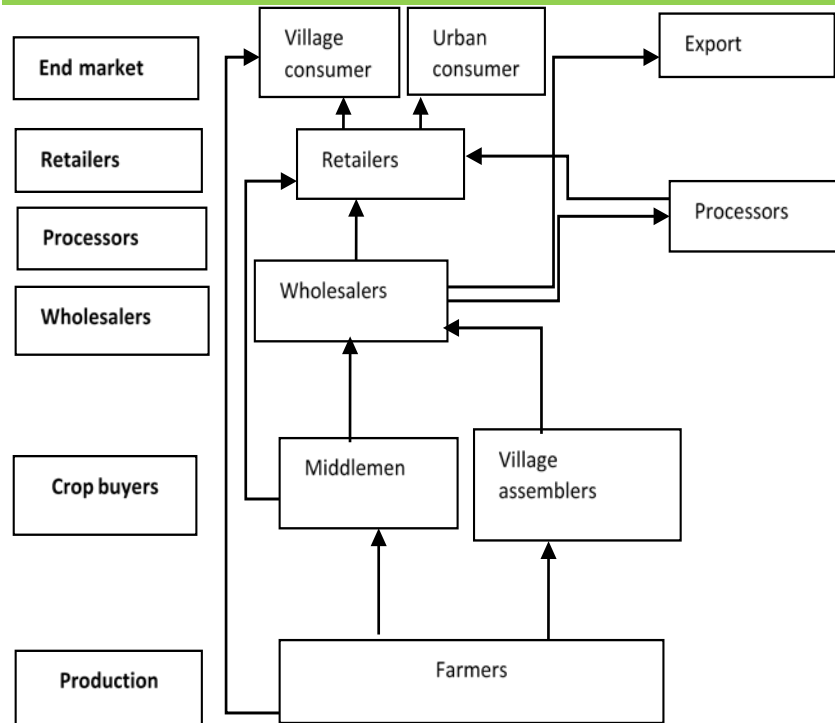 End market
Village
consumer
Urban
consumer
Export
Retailers
Retailers
Processors
Processors
Wholesalers
Wholesalers
Crop buyers
Middlemen
Village
assemblers
Production
Farmers